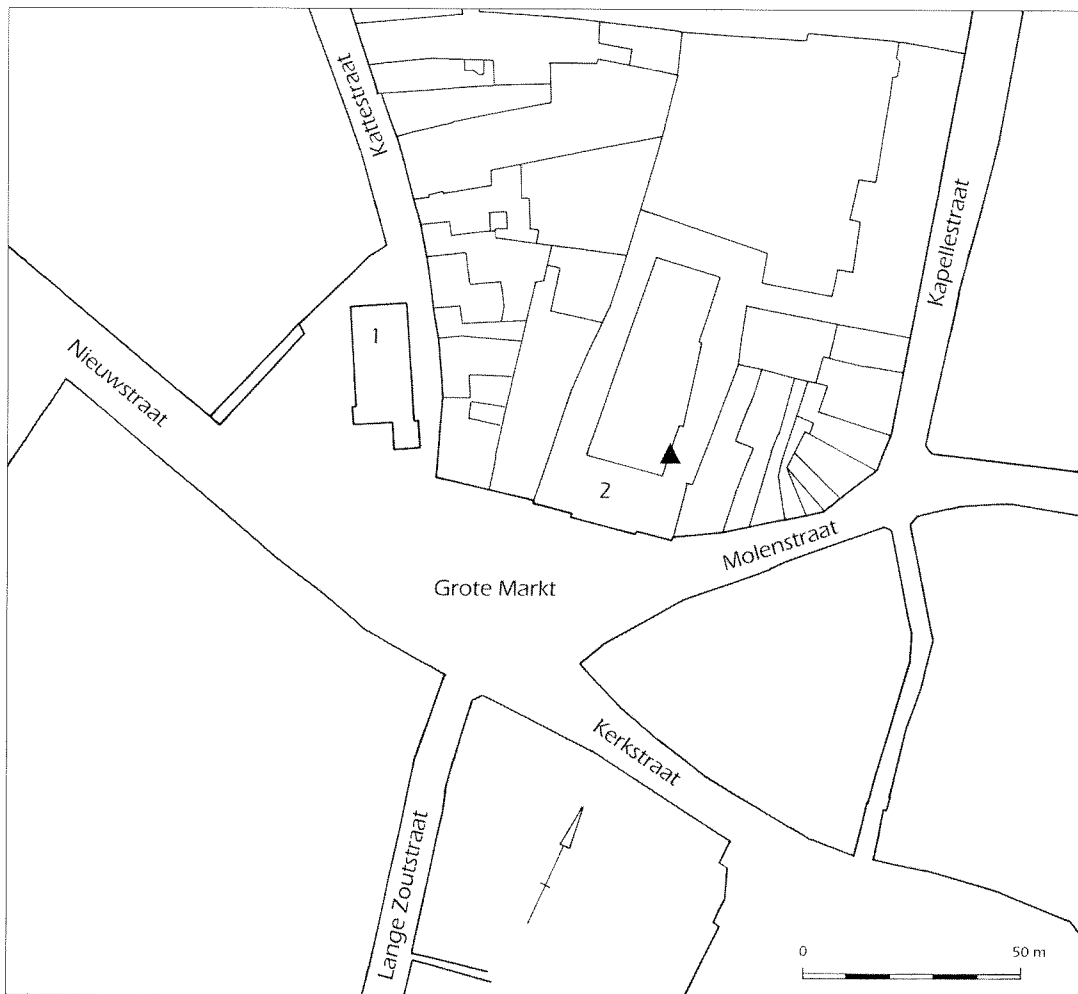 Kattestraat
Kapellestraat
Nieuwstraat
1
2
Molenstraat
Grote Markt
Kerkstraat
Lange Zoutstraat
0 50 m